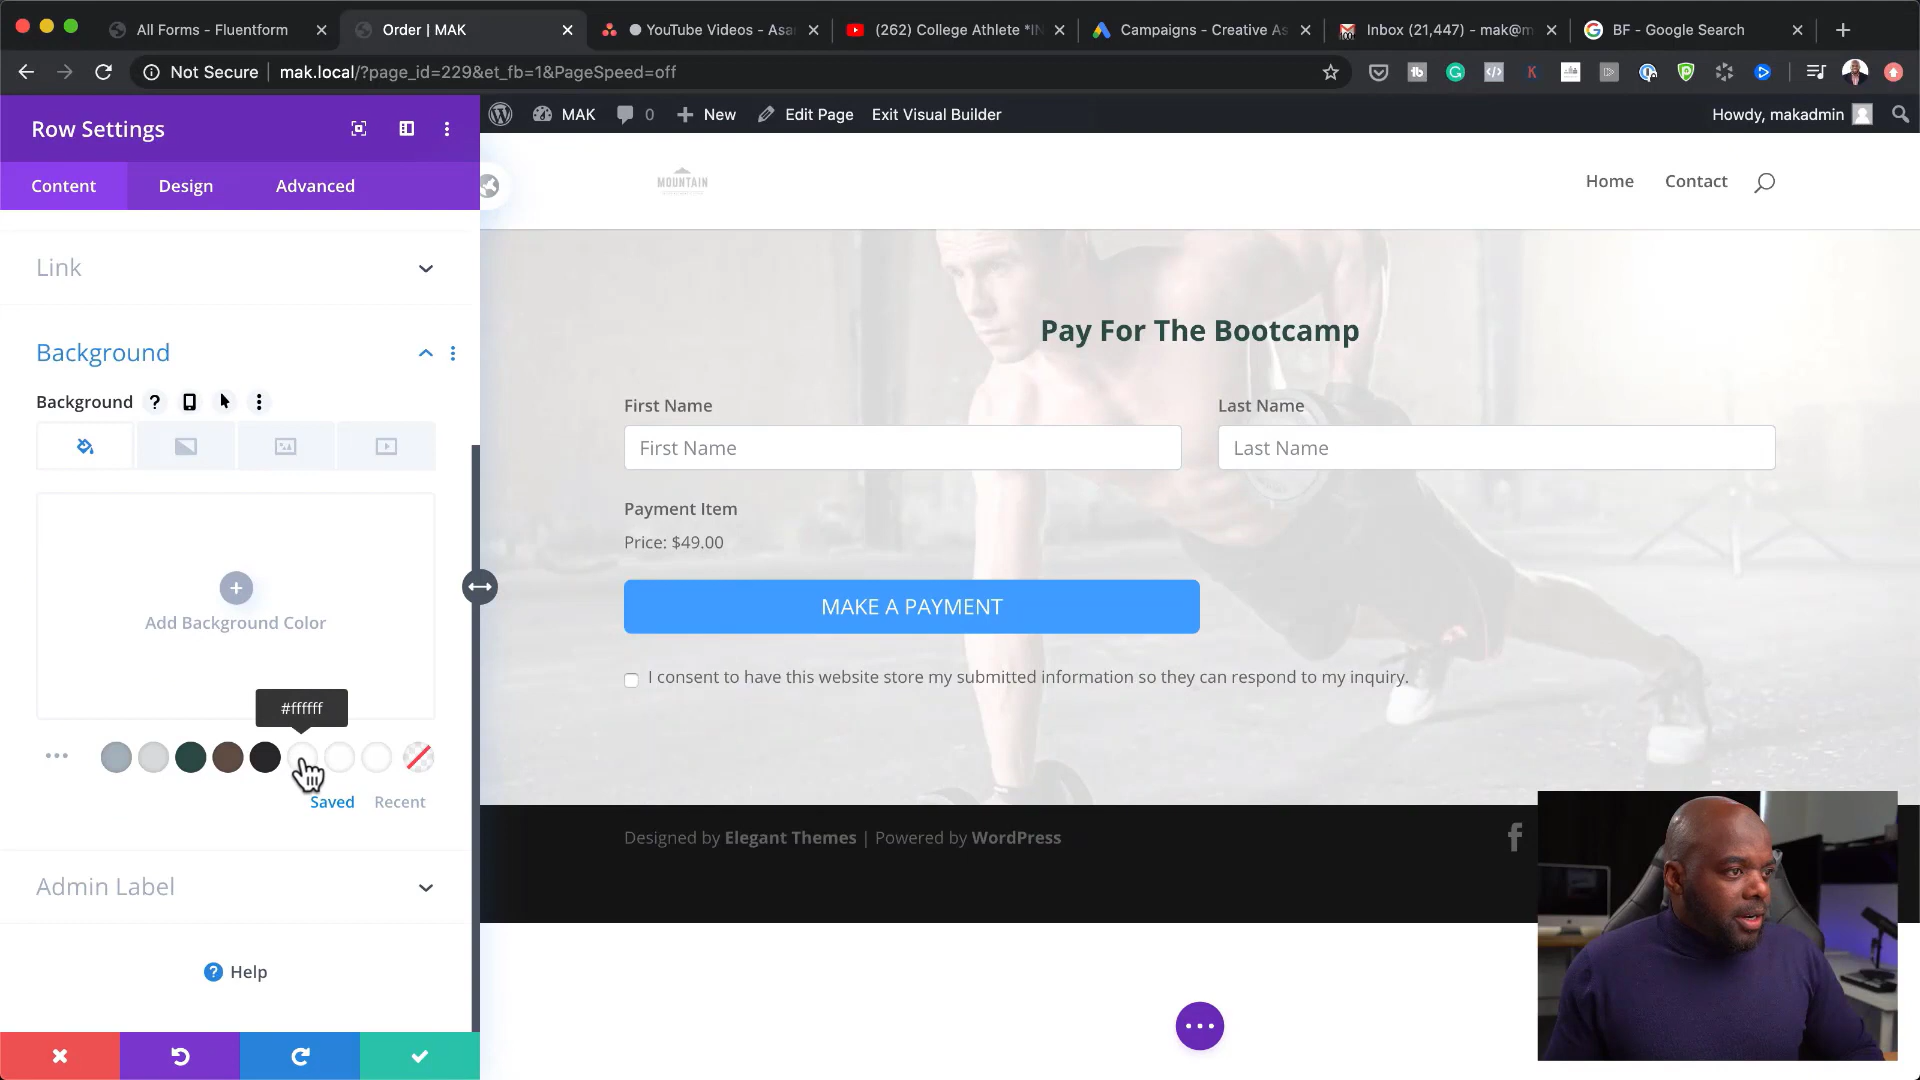 All Forms - Fluentform
Order | MAK
YouTube Videos - Asa
(262) College Athlete *IN
Campaigns - Creative As
Inbox (21,447) - mak@m
BF - Google Search
Not Secure
mak.local/?page_id=229&et_fb=1&PageSpeed=off
Row Settings
MAK
0
New
Edit Page
Exit Visual Builder
Howdy, makadmin
Content
Design
Advanced
MOUNTAIN
Home
Contact
Link
Background
Background
Add Background Color
#ffffff
Saved
Recent
Admin Label
Help
Pay For The Bootcamp
First Name
Last Name
First Name
Last Name
Payment Item
Price: $49.00
MAKE A PAYMENT
I consent to have this website store my submitted information so they can respond to my inquiry.
Designed by Elegant Themes | Powered by WordPress